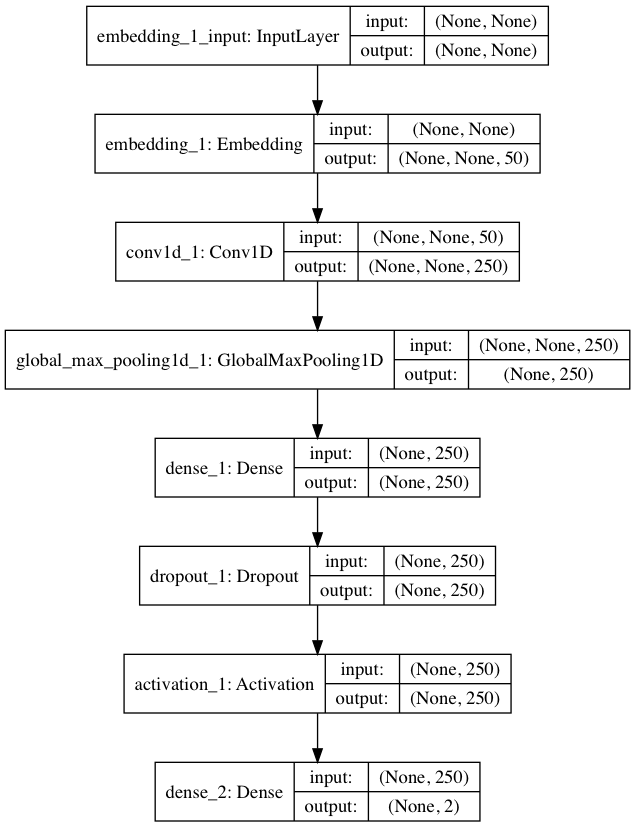 embedding_1_input: InputLayer
input: (None, None)
output: (None, None)
embedding_1: Embedding
input: (None, None)
output: (None, None, 50)
conv1d_1: Conv1D
input: (None, None, 50)
output: (None, None, 250)
global_max_pooling1d_1: GlobalMaxPooling1D
input: (None, None, 250)
output: (None, 250)
dense_1: Dense
input: (None, 250)
output: (None, 250)
dropout_1: Dropout
input: (None, 250)
output: (None, 250)
activation_1: Activation
input: (None, 250)
output: (None, 250)
dense_2: Dense
input: (None, 250)
output: (None, 2)